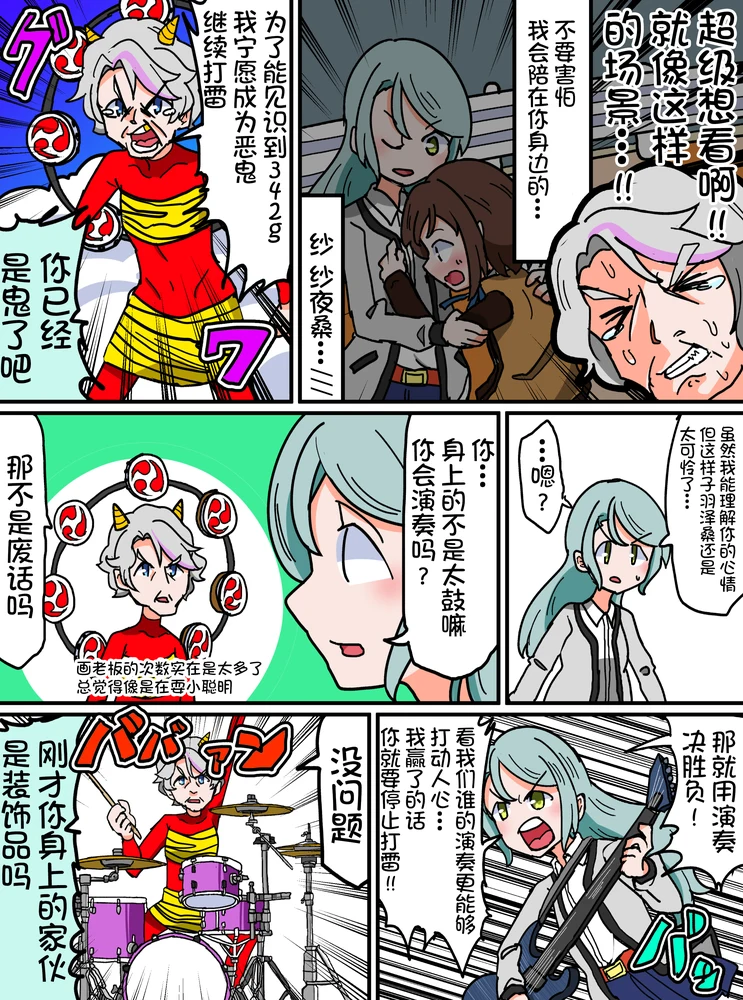 超级想看啊!!
就像这样
的场景…!!
不要害怕
我会陪在你身边的…
纱 纱夜桑…
为了能见识到342g
我宁愿成为恶鬼
继续打雷
グ
ワ
你已经
是鬼了吧
虽然我能理解你的心情
但这样子羽泽桑还是
太可怜了…
…嗯?
你…
身上的不是太鼓嘛
你会演奏吗?
画老板的次数实在是太多了
总觉得像是在耍小聪明
那不是废话吗
那就用演奏
决胜负!
看我们谁的演奏更能够
打动人心…
我赢了的话
你就要停止打雷!!
バッ
没问题
ババァーン
刚才你身上的家伙
是装饰品吗